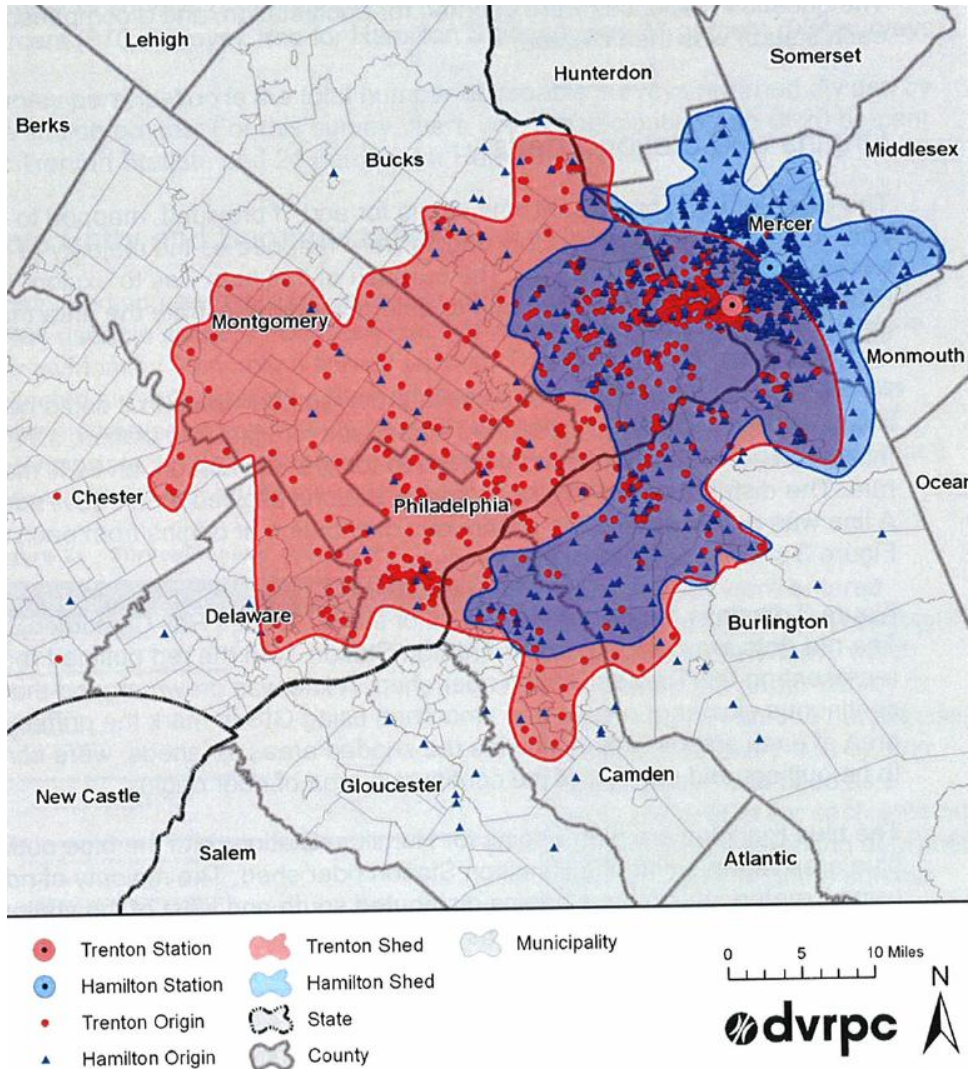 Lehigh
Somerset
Hunterdon
Berks
Bucks
Middlesex
Mercer
Montgomery
Monmouth
Chester
Ocean
Philadelphia
Delaware
Burlington
Gloucester
Camden
New Castle
Salem
Atlantic
Trenton Station
Trenton Shed
Municipality
Hamilton Station
Hamilton Shed
Trenton Origin
State
Hamilton Origin
County
0 5 10 Miles
N
dvrpc